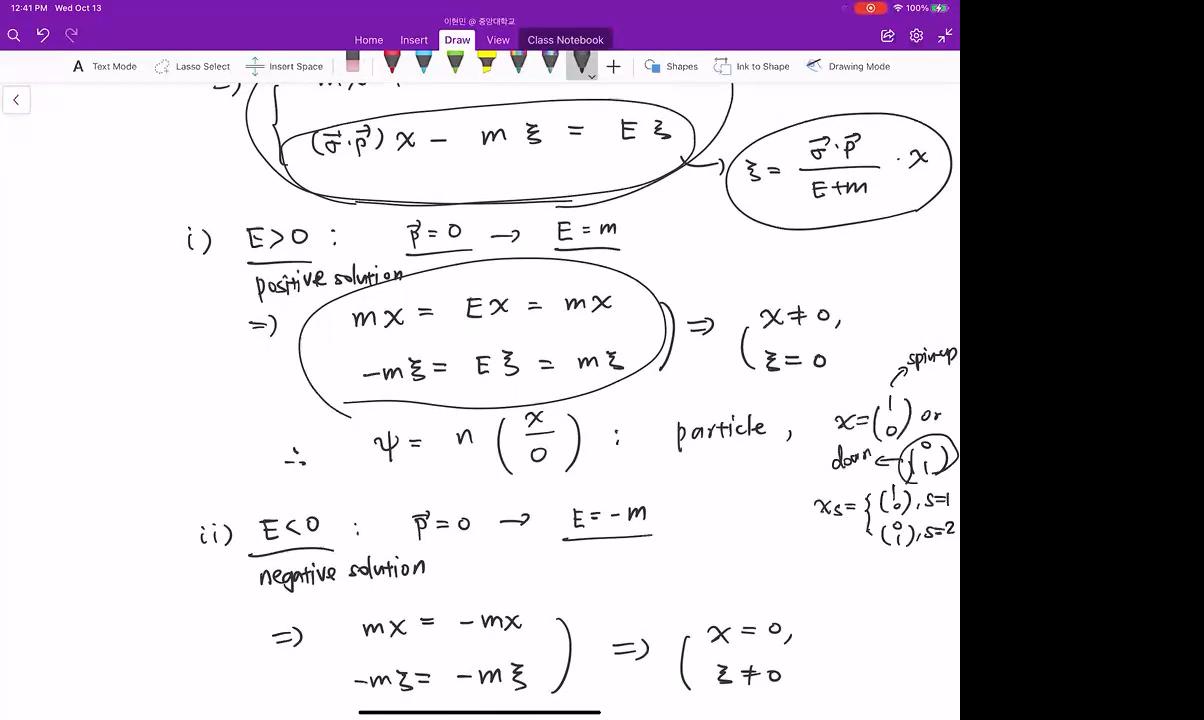 12:41 PM Wed Oct 13
100%
이현민 @ 중앙대학교
Home Insert Draw View Class Notebook
Text Mode Lasso Select Insert Space Shapes Ink to Shape Drawing Mode
(σ⃗·p⃗) χ − m ξ = E ξ
ξ = σ⃗·p⃗ / E+m · χ
i) E>0 : p⃗=0 → E=m
positive solution
⇒ mχ = Eχ = mχ
-mξ = Eξ = mξ
⇒ ( χ≠0,
ξ=0
∴ ψ = n (χ / 0) : particle,
spin-up
χ = (1 0) or
down ← (0 1)
χs = { (1 0), s=1
(0 1), s=2
ii) E<0 : p⃗=0 → E=-m
negative solution
⇒ mχ = -mχ
-mξ = -mξ
⇒ ( χ=0,
ξ≠0